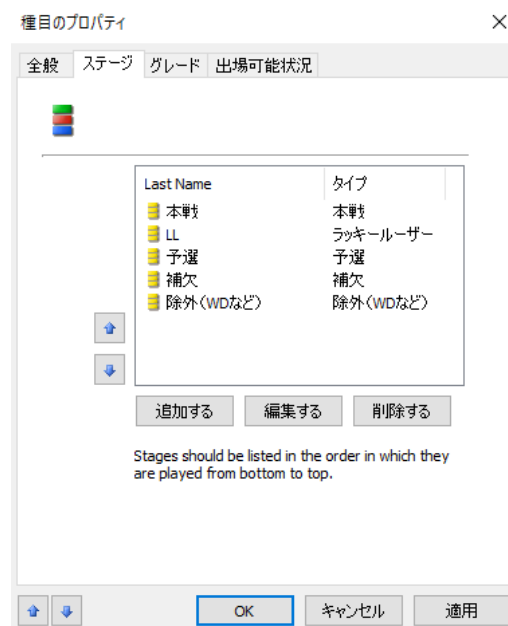 種目のプロパティ
全般 ステージ グレード 出場可能状況
Last Name タイプ
本戦 本戦
LL ラッキールーザー
予選 予選
補欠 補欠
除外(WDなど) 除外(WDなど)
追加する 編集する 削除する
Stages should be listed in the order in which they
are played from bottom to top.
OK キャンセル 適用